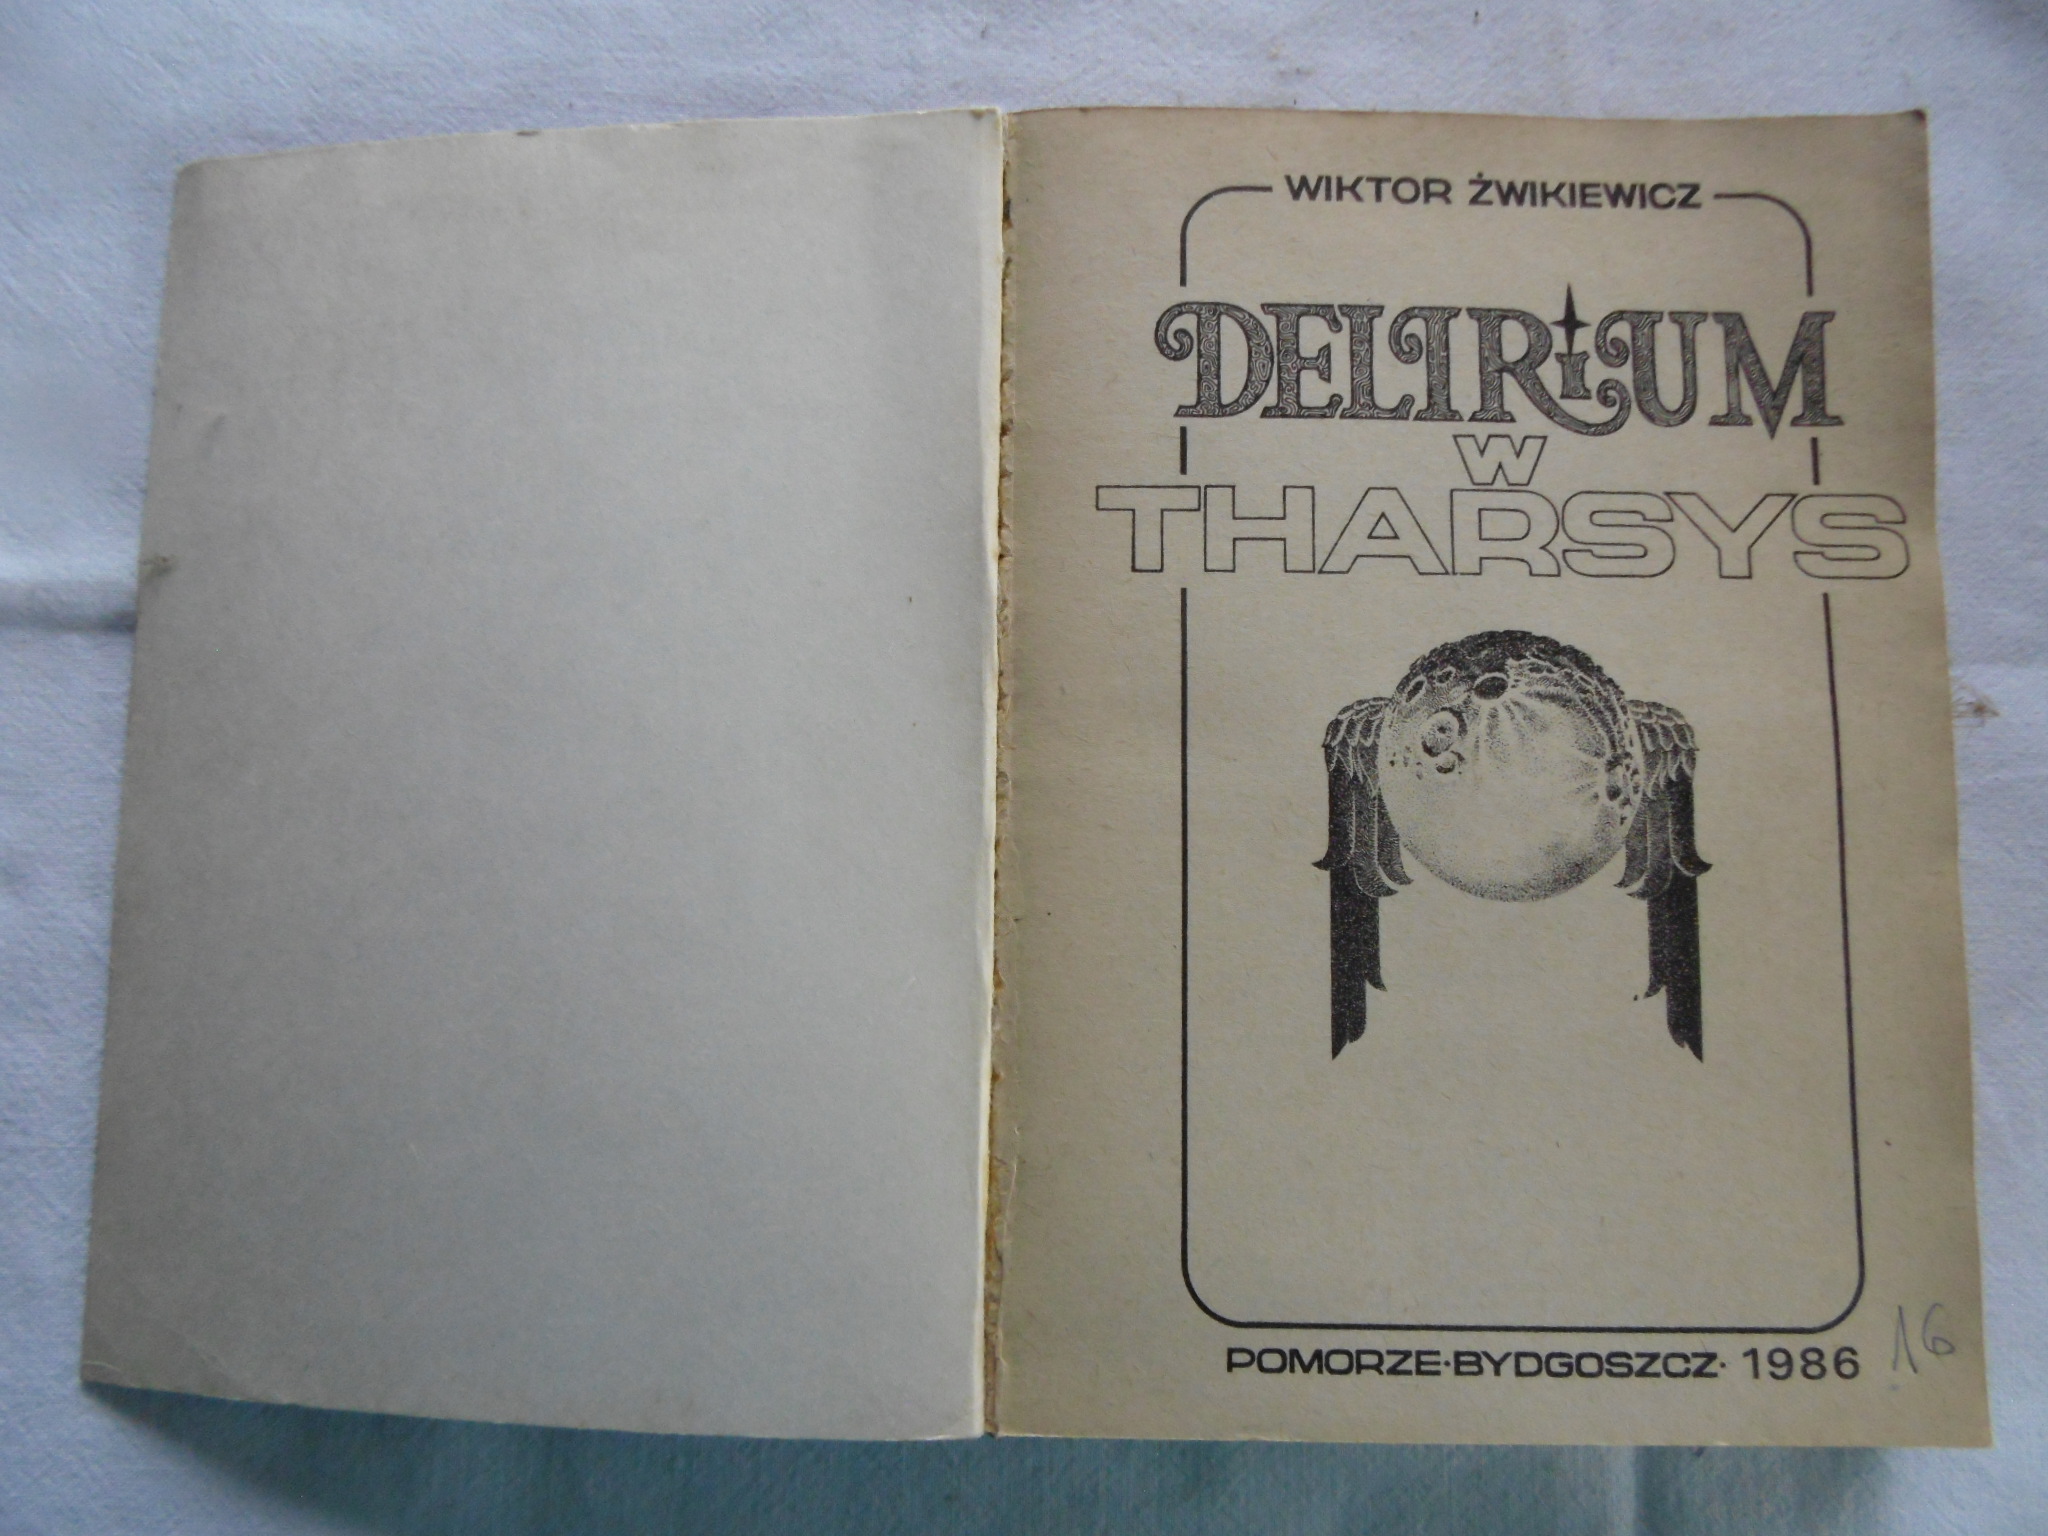 WIKTOR ŻWIKIEWICZ
DELIRIUM
W
THARSYS
POMORZE·BYDGOSZCZ· 1986
16